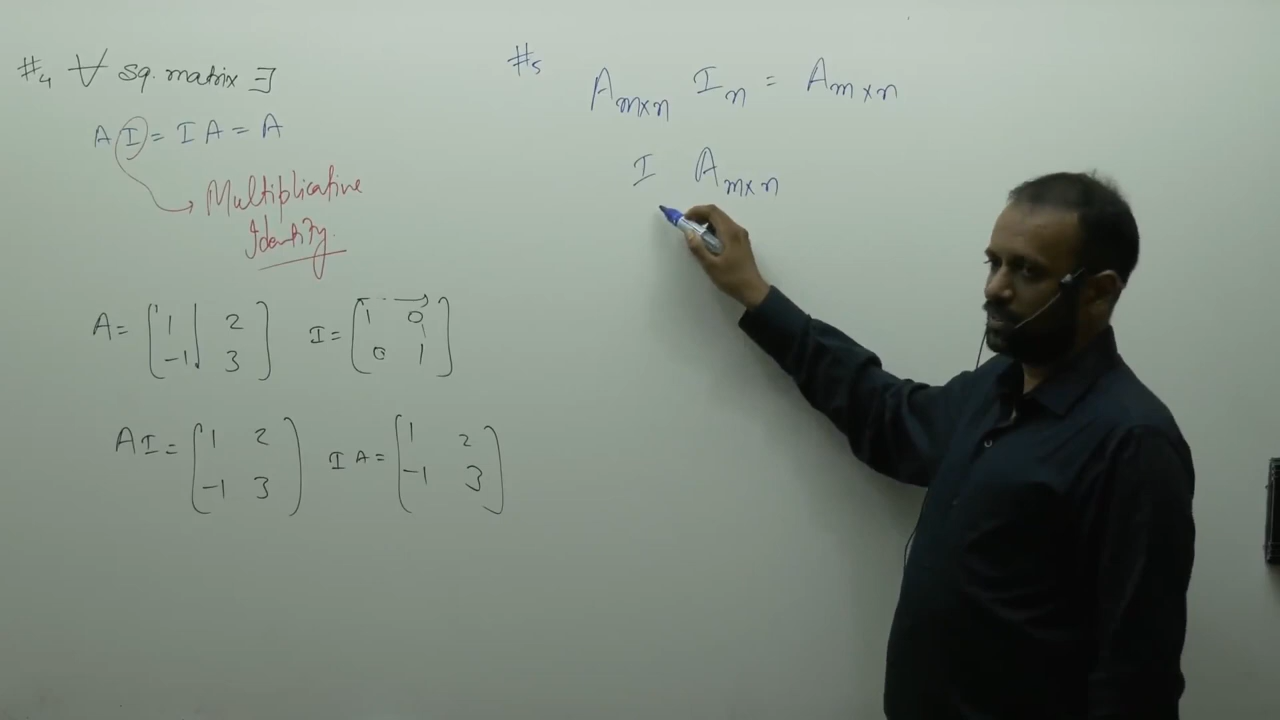 #4 ∀ sq. matrix ∃
A I = I A = A
Multiplicative
Identity
A = [1 2
-1 3]
I = [1 0
0 1]
A I = [1 2
-1 3]
I A = [1 2
-1 3]
#5
A m×n I n = A m×n
I A m×n